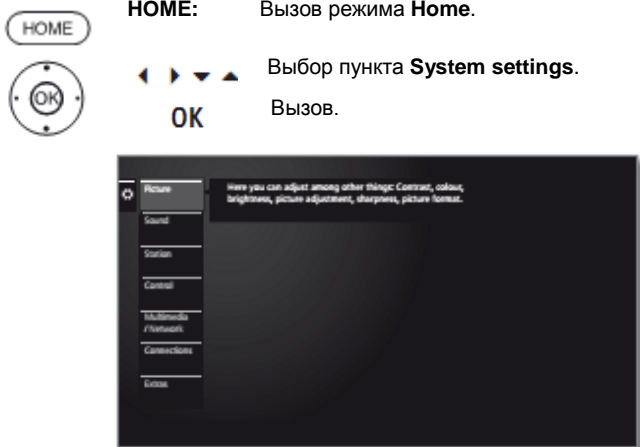 HOME
HOME: Вызов режима Home.
OK
Выбор пункта System settings.
OK Вызов.
Picture
Here you can adjust among other things: Contrast, colour,
brightness, picture adjustment, sharpness, picture format.
Sound
Station
Control
Multimedia
/ Network
Connections
Extras